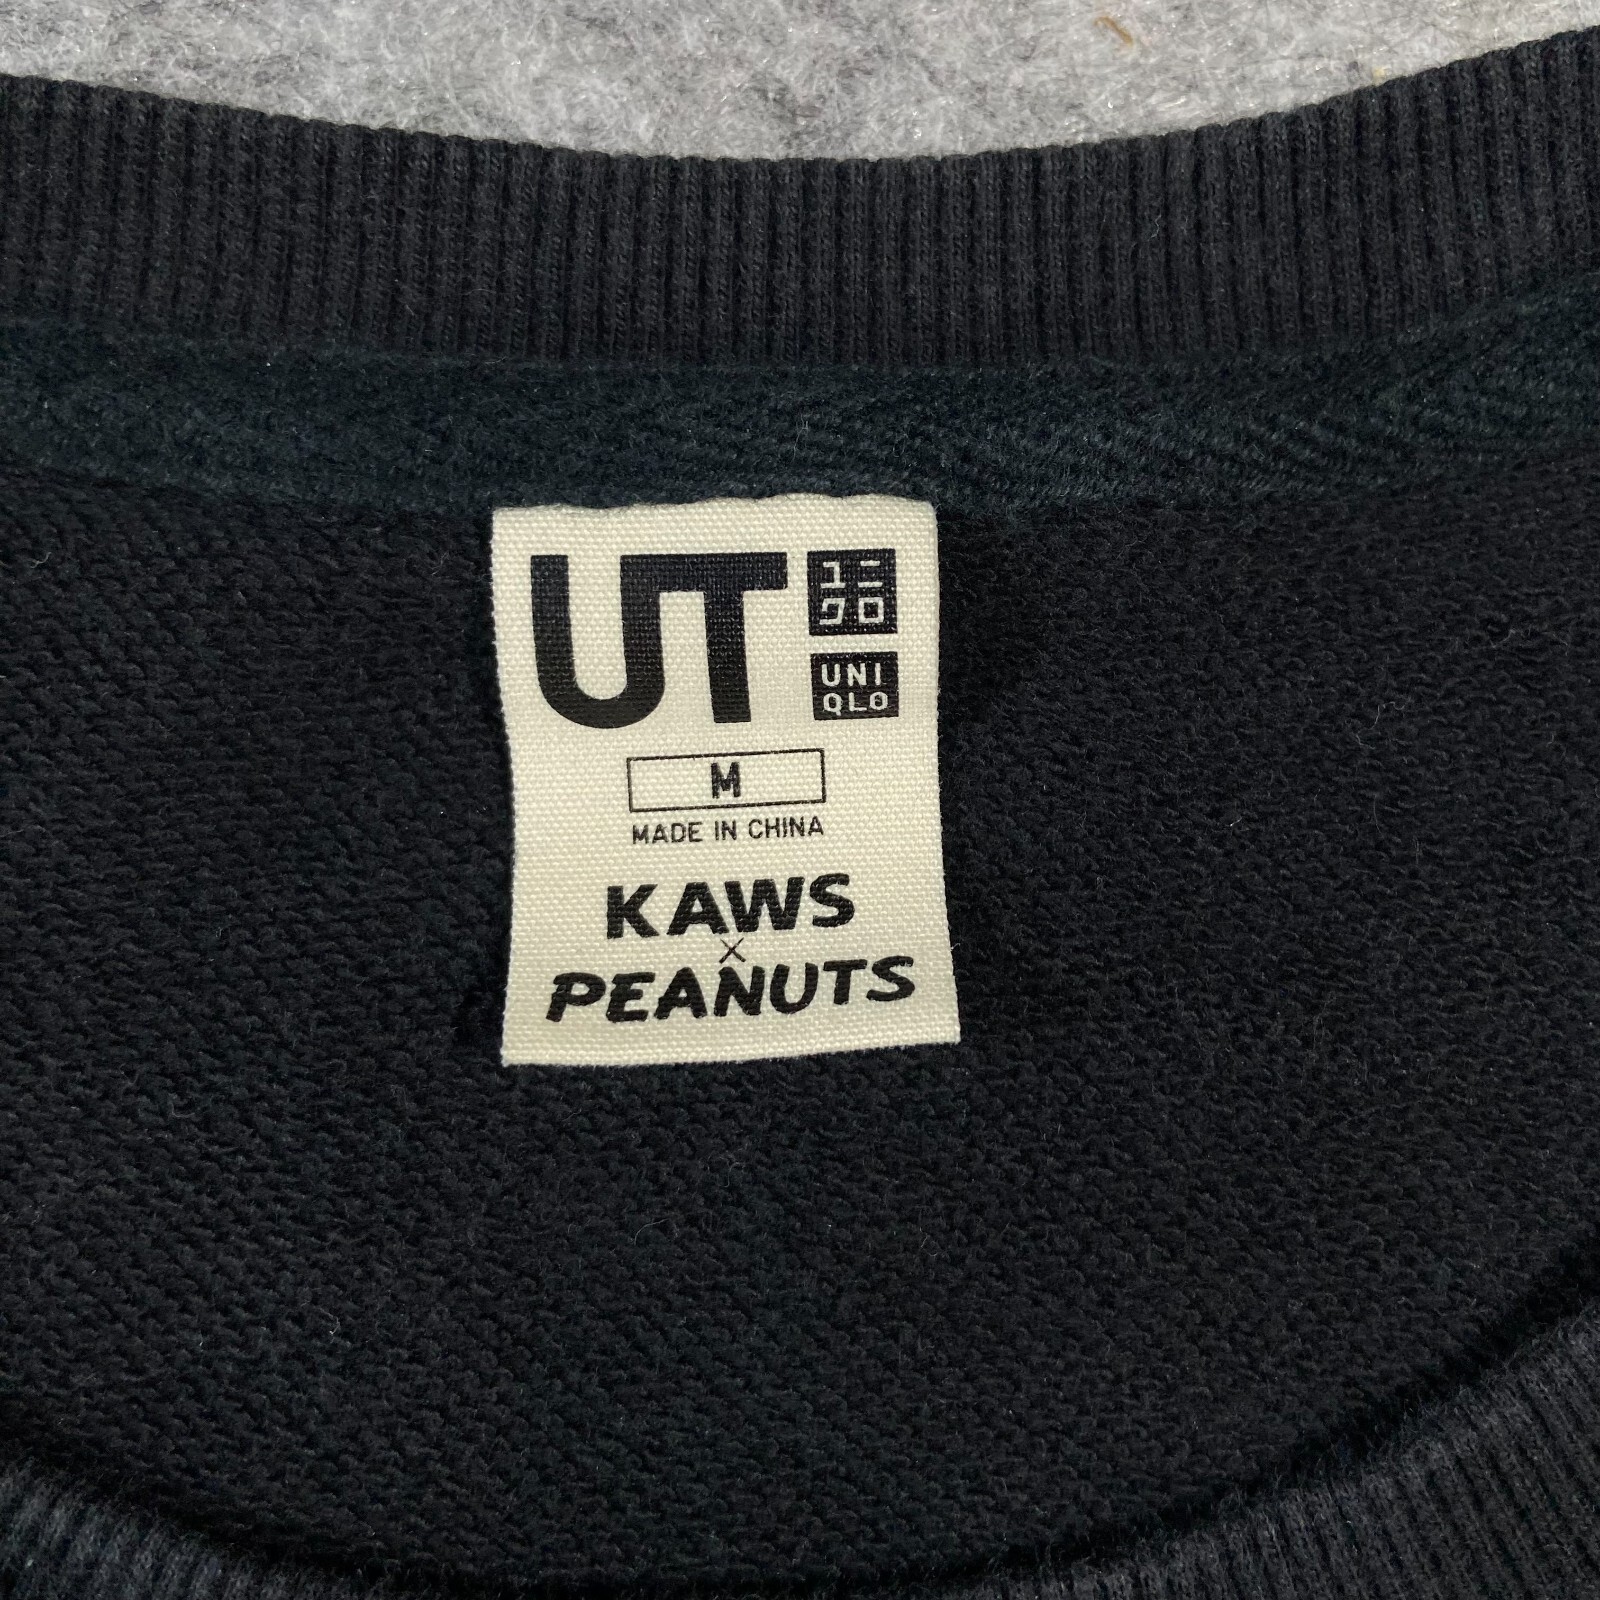 UT
ユニ
クロ
UNI
QLO
M
MADE IN CHINA
KAWS
×
PEANUTS